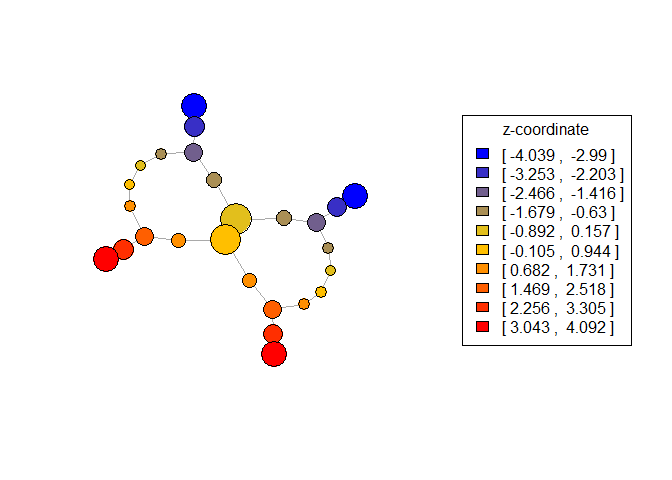 z-coordinate
[ -4.039 ,  -2.99 ]
[ -3.253 ,  -2.203 ]
[ -2.466 ,  -1.416 ]
[ -1.679 ,  -0.63 ]
[ -0.892 ,  0.157 ]
[ -0.105 ,  0.944 ]
[ 0.682 ,  1.731 ]
[ 1.469 ,  2.518 ]
[ 2.256 ,  3.305 ]
[ 3.043 ,  4.092 ]